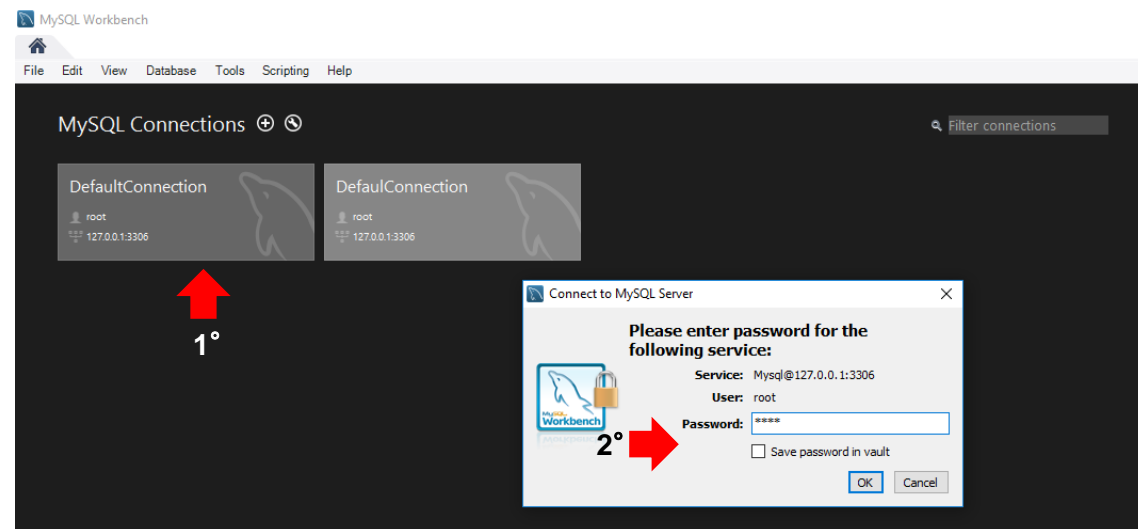 MySQL Workbench
File Edit View Database Tools Scripting Help
MySQL Connections
Filter connections
DefaultConnection
root
127.0.0.1:3306
DefaulConnection
root
127.0.0.1:3306
1°
Connect to MySQL Server
Please enter password for the
following service:
Service: Mysql@127.0.0.1:3306
User: root
Password: ****
MySQL
Workbench
2°
Save password in vault
OK Cancel